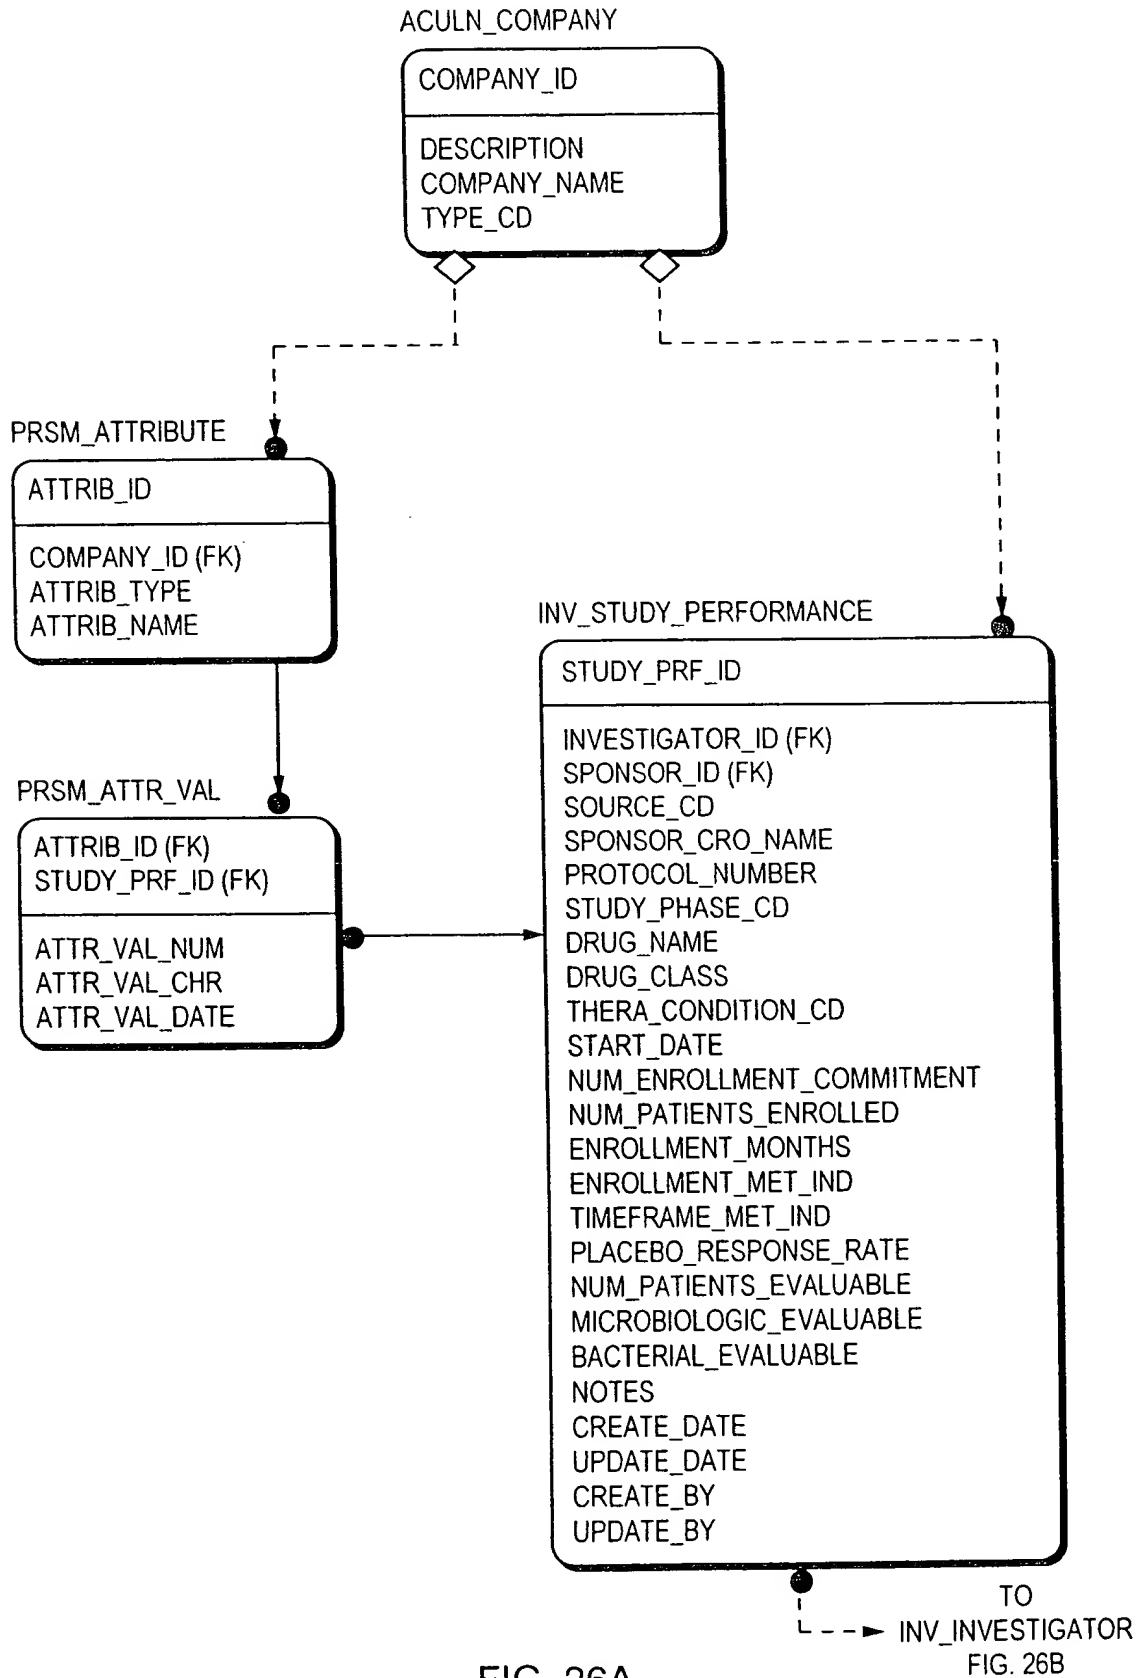 ACULN_COMPANY
COMPANY_ID
DESCRIPTION
COMPANY_NAME
TYPE_CD
PRSM_ATTRIBUTE
ATTRIB_ID
COMPANY_ID (FK)
ATTRIB_TYPE
ATTRIB_NAME
PRSM_ATTR_VAL
ATTRIB_ID (FK)
STUDY_PRF_ID (FK)
ATTR_VAL_NUM
ATTR_VAL_CHR
ATTR_VAL_DATE
INV_STUDY_PERFORMANCE
STUDY_PRF_ID
INVESTIGATOR_ID (FK)
SPONSOR_ID (FK)
SOURCE_CD
SPONSOR_CRO_NAME
PROTOCOL_NUMBER
STUDY_PHASE_CD
DRUG_NAME
DRUG_CLASS
THERA_CONDITION_CD
START_DATE
NUM_ENROLLMENT_COMMITMENT
NUM_PATIENTS_ENROLLED
ENROLLMENT_MONTHS
ENROLLMENT_MET_IND
TIMEFRAME_MET_IND
PLACEBO_RESPONSE_RATE
NUM_PATIENTS_EVALUABLE
MICROBIOLOGIC_EVALUABLE
BACTERIAL_EVALUABLE
NOTES
CREATE_DATE
UPDATE_DATE
CREATE_BY
UPDATE_BY
TO
INV_INVESTIGATOR
FIG. 26B
FIG. 26A